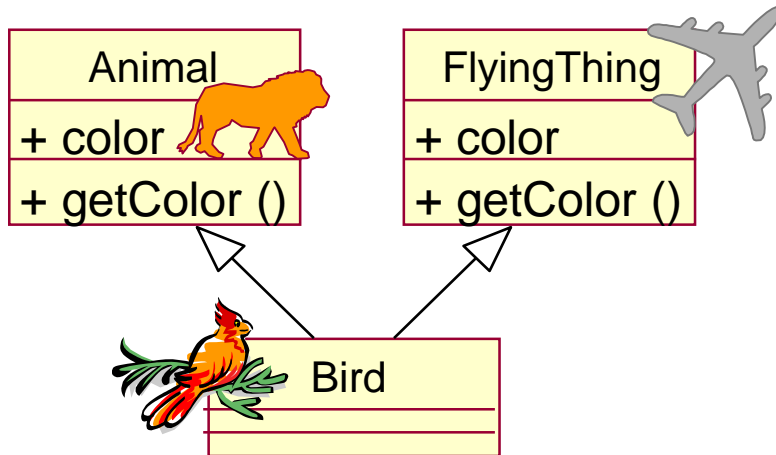 Animal
+ color
+ getColor ()
FlyingThing
+ color
+ getColor ()
Bird